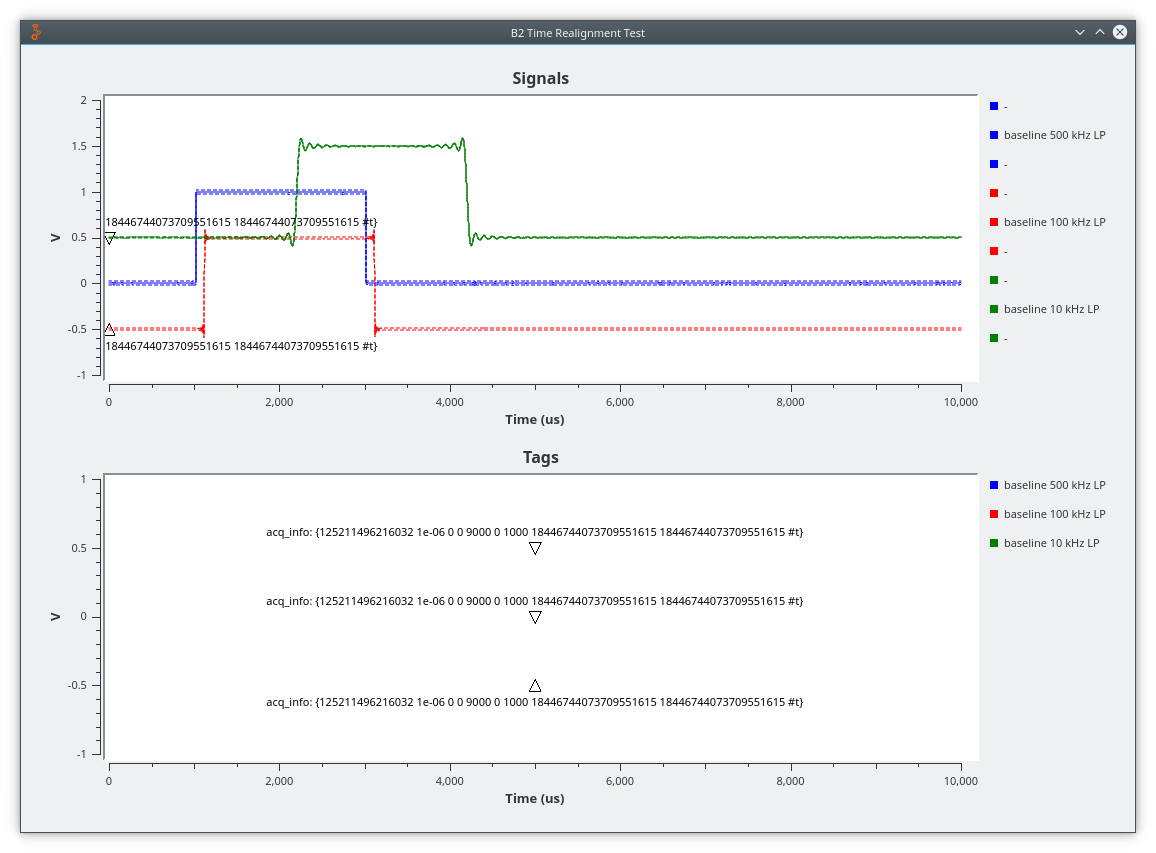 B2 Time Realignment Test
Signals
2
1.5
1
0.5
0
-0.5
-1
V
18446744073709551615 18446744073709551615 #t}
18446744073709551615 18446744073709551615 #t}
0
2,000
4,000
6,000
8,000
10,000
Time (us)
-
baseline 500 kHz LP
-
-
baseline 100 kHz LP
-
-
baseline 10 kHz LP
-
Tags
1
0.5
0
-0.5
-1
V
acq_info: {125211496216032 1e-06 0 0 9000 0 1000 18446744073709551615 18446744073709551615 #t}
acq_info: {125211496216032 1e-06 0 0 9000 0 1000 18446744073709551615 18446744073709551615 #t}
acq_info: {125211496216032 1e-06 0 0 9000 0 1000 18446744073709551615 18446744073709551615 #t}
0
2,000
4,000
6,000
8,000
10,000
Time (us)
baseline 500 kHz LP
baseline 100 kHz LP
baseline 10 kHz LP